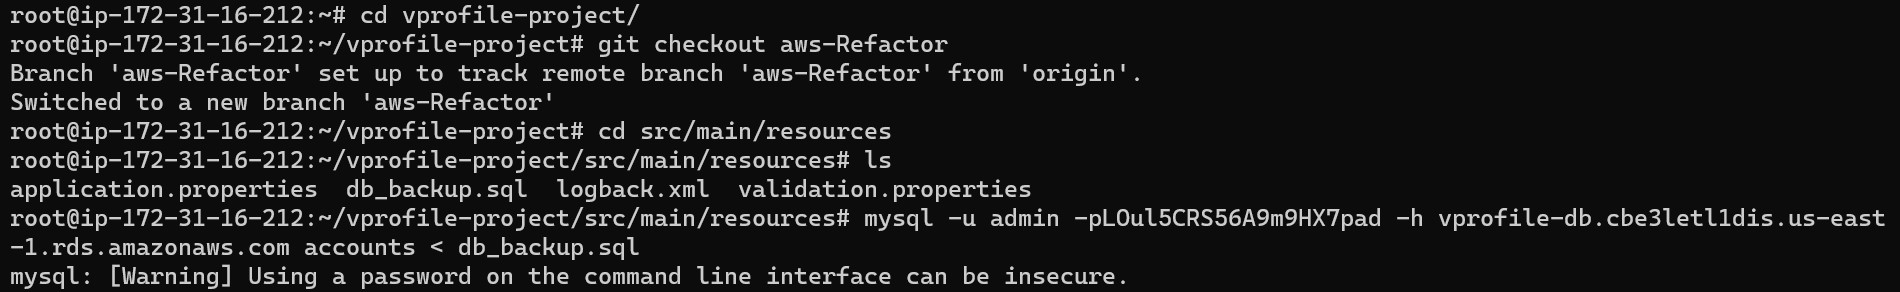 root@ip-172-31-16-212:~# cd vprofile-project/
root@ip-172-31-16-212:~/vprofile-project# git checkout aws-Refactor
Branch 'aws-Refactor' set up to track remote branch 'aws-Refactor' from 'origin'.
Switched to a new branch 'aws-Refactor'
root@ip-172-31-16-212:~/vprofile-project# cd src/main/resources
root@ip-172-31-16-212:~/vprofile-project/src/main/resources# ls
application.properties  db_backup.sql  logback.xml  validation.properties
root@ip-172-31-16-212:~/vprofile-project/src/main/resources# mysql -u admin -pLOul5CRS56A9m9HX7pad -h vprofile-db.cbe3letl1dis.us-east
-1.rds.amazonaws.com accounts < db_backup.sql
mysql: [Warning] Using a password on the command line interface can be insecure.